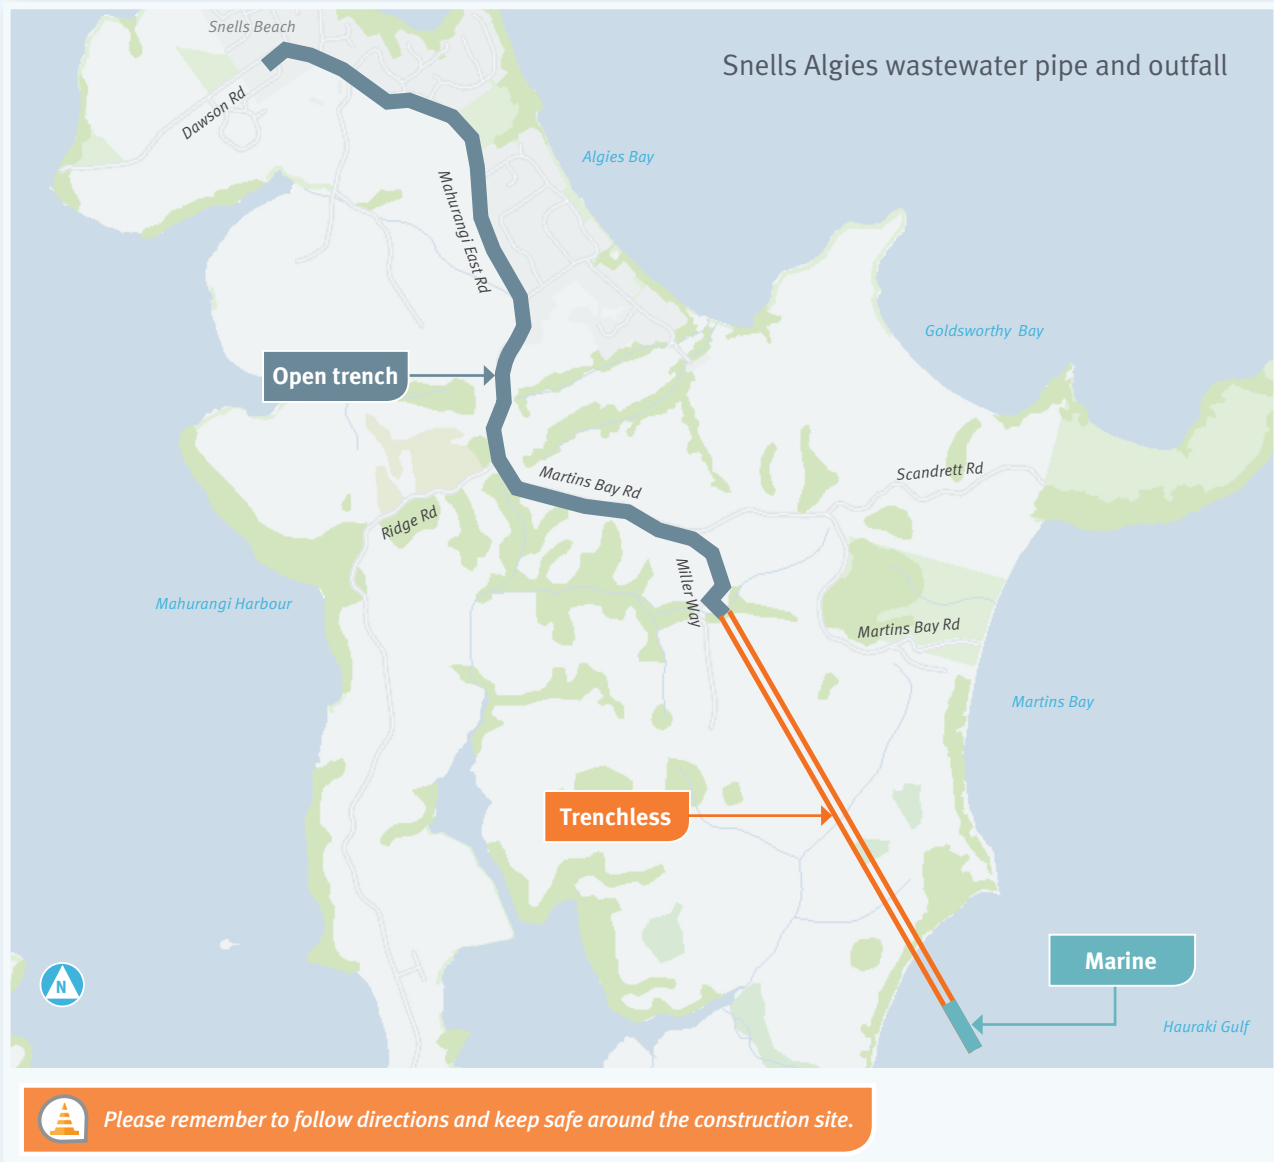 Snells Beach
Snells Algies wastewater pipe and outfall
Dawson Rd
Algies Bay
Mahurangi East Rd
Goldsworthy Bay
Open trench
Scandrett Rd
Martins Bay Rd
Ridge Rd
Miller Way
Mahurangi Harbour
Martins Bay Rd
Martins Bay
Trenchless
Marine
N
Hauraki Gulf
Please remember to follow directions and keep safe around the construction site.